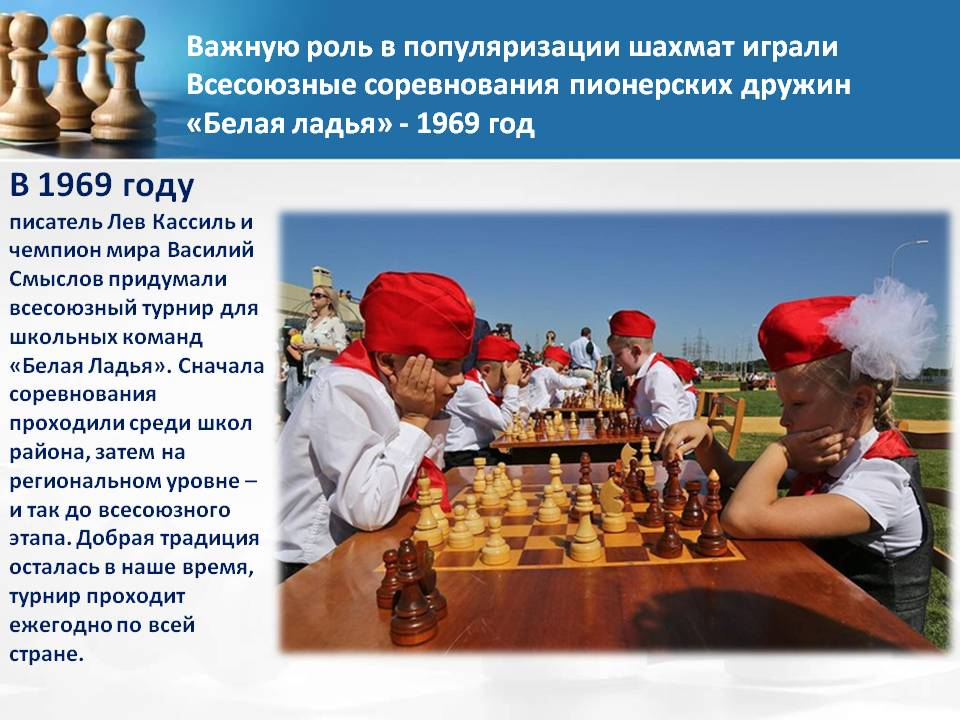 Важную роль в популяризации шахмат играли
Всесоюзные соревнования пионерских дружин
«Белая ладья» - 1969 год
В 1969 году
писатель Лев Кассиль и
чемпион мира Василий
Смыслов придумали
всесоюзный турнир для
школьных команд
«Белая Ладья». Сначала
соревнования
проходили среди школ
района, затем на
региональном уровне –
и так до всесоюзного
этапа. Добрая традиция
осталась в наше время,
турнир проходит
ежегодно по всей
стране.